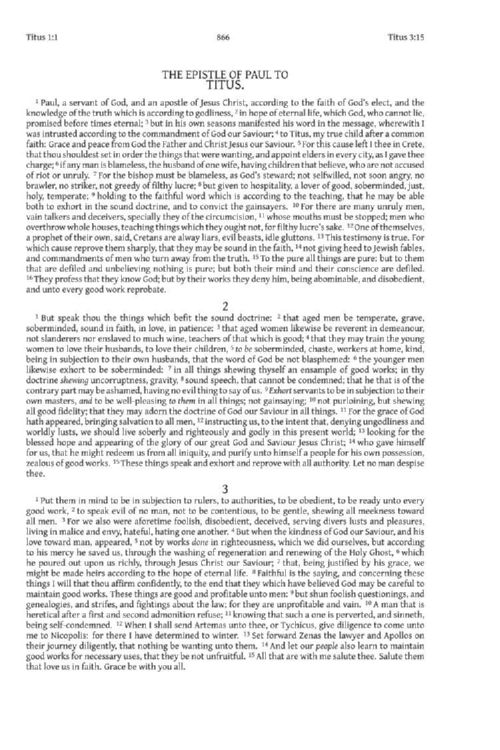 Titus 1:1 866 Titus 3:15
THE EPISTLE OF PAUL TO
TITUS.
1 Paul, a servant of God, and an apostle of Jesus Christ, according to the faith of God's elect, and the
knowledge of the truth which is according to godliness, 2 in hope of eternal life, which God, who cannot lie,
promised before times eternal; 3 but in his own seasons manifested his word in the message, wherewith I
was intrusted according to the commandment of God our Saviour; 4 to Titus, my true child after a common
faith: Grace and peace from God the Father and Christ Jesus our Saviour. 5 For this cause left I thee in Crete,
that thou shouldest set in order the things that were wanting, and appoint elders in every city, as I gave thee
charge; 6 if any man is blameless, the husband of one wife, having children that believe, who are not accused
of riot or unruly. 7 For the bishop must be blameless, as God's steward; not selfwilled, not soon angry, no
brawler, no striker, not greedy of filthy lucre; 8 but given to hospitality, a lover of good, soberminded, just,
holy, temperate; 9 holding to the faithful word which is according to the teaching, that he may be able
both to exhort in the sound doctrine, and to convict the gainsayers. 10 For there are many unruly men,
vain talkers and deceivers, specially they of the circumcision, 11 whose mouths must be stopped; men who
overthrow whole houses, teaching things which they ought not, for filthy lucre's sake. 12 One of themselves,
a prophet of their own, said, Cretans are alway liars, evil beasts, idle gluttons. 13 This testimony is true. For
which cause reprove them sharply, that they may be sound in the faith, 14 not giving heed to Jewish fables,
and commandments of men who turn away from the truth. 15 To the pure all things are pure: but to them
that are defiled and unbelieving nothing is pure; but both their mind and their conscience are defiled.
16 They profess that they know God; but by their works they deny him, being abominable, and disobedient,
and unto every good work reprobate.
2
1 But speak thou the things which befit the sound doctrine: 2 that aged men be temperate, grave,
soberminded, sound in faith, in love, in patience: 3 that aged women likewise be reverent in demeanour,
not slanderers nor enslaved to much wine, teachers of that which is good; 4 that they may train the young
women to love their husbands, to love their children, 5 to be soberminded, chaste, workers at home, kind,
being in subjection to their own husbands, that the word of God be not blasphemed: 6 the younger men
likewise exhort to be soberminded: 7 in all things shewing thyself an ensample of good works; in thy
doctrine shewing uncorruptness, gravity, 8 sound speech, that cannot be condemned; that he that is of the
contrary part may be ashamed, having no evil thing to say of us. 9 Exhort servants to be in subjection to their
own masters, and to be well-pleasing to them in all things; not gainsaying; 10 not purloining, but shewing
all good fidelity; that they may adorn the doctrine of God our Saviour in all things. 11 For the grace of God
hath appeared, bringing salvation to all men, 12 instructing us, to the intent that, denying ungodliness and
worldly lusts, we should live soberly and righteously and godly in this present world; 13 looking for the
blessed hope and appearing of the glory of our great God and Saviour Jesus Christ; 14 who gave himself
for us, that he might redeem us from all iniquity, and purify unto himself a people for his own possession,
zealous of good works. 15 These things speak and exhort and reprove with all authority. Let no man despise
thee.
3
1 Put them in mind to be in subjection to rulers, to authorities, to be obedient, to be ready unto every
good work, 2 to speak evil of no man, not to be contentious, to be gentle, shewing all meekness toward
all men. 3 For we also were aforetime foolish, disobedient, deceived, serving divers lusts and pleasures,
living in malice and envy, hateful, hating one another. 4 But when the kindness of God our Saviour, and his
love toward man, appeared, 5 not by works done in righteousness, which we did ourselves, but according
to his mercy he saved us, through the washing of regeneration and renewing of the Holy Ghost, 6 which
he poured out upon us richly, through Jesus Christ our Saviour; 7 that, being justified by his grace, we
might be made heirs according to the hope of eternal life. 8 Faithful is the saying, and concerning these
things I will that thou affirm confidently, to the end that they which have believed God may be careful to
maintain good works. These things are good and profitable unto men: 9 but shun foolish questionings, and
genealogies, and strifes, and fightings about the law; for they are unprofitable and vain. 10 A man that is
heretical after a first and second admonition refuse; 11 knowing that such a one is perverted, and sinneth,
being self-condemned. 12 When I shall send Artemas unto thee, or Tychicus, give diligence to come unto
me to Nicopolis: for there I have determined to winter. 13 Set forward Zenas the lawyer and Apollos on
their journey diligently, that nothing be wanting unto them. 14 And let our people also learn to maintain
good works for necessary uses, that they be not unfruitful. 15 All that are with me salute thee. Salute them
that love us in faith. Grace be with you all.